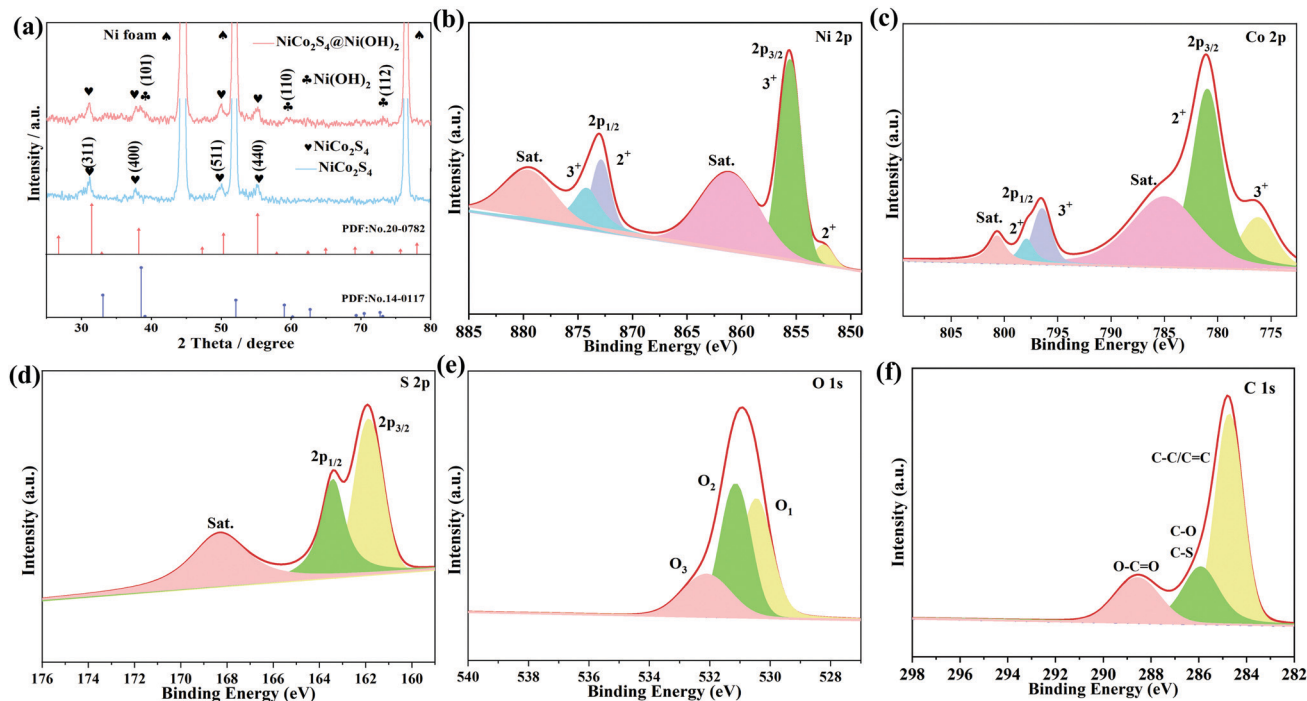 (a)
Ni foam ♠ ♠ ♠
NiCo₂S₄@Ni(OH)₂
♣Ni(OH)₂
♥ ♥ ♣ (101) ♥ ♥ ♣ (110) ♣ (112)
♥ NiCo₂S₄
NiCo₂S₄
♥ (311) ♥ (400) ♥ (511) ♥ (440)
PDF:No.20-0782
PDF:No.14-0117
Intensity / a.u.
30 40 50 60 70 80
2 Theta / degree
(b)
Ni 2p
2p₃/₂
3⁺
2p₁/₂
Sat. 3⁺ 2⁺ Sat. 2⁺
Intensity (a.u.)
885 880 875 870 865 860 855 850
Binding Energy (eV)
(c)
Co 2p
2p₃/₂
2⁺
Sat. 2⁺ 2p₁/₂ 3⁺ Sat. 3⁺
Intensity (a.u.)
805 800 795 790 785 780 775
Binding Energy (eV)
(d)
S 2p
2p₃/₂
2p₁/₂
Sat.
Intensity (a.u.)
176 174 172 170 168 166 164 162 160
Binding Energy (eV)
(e)
O 1s
O₂
O₁
O₃
Intensity (a.u.)
540 538 536 534 532 530 528
Binding Energy (eV)
(f)
C 1s
C-C/C=C
C-O
C-S
O-C=O
Intensity (a.u.)
298 296 294 292 290 288 286 284 282
Binding Energy (eV)